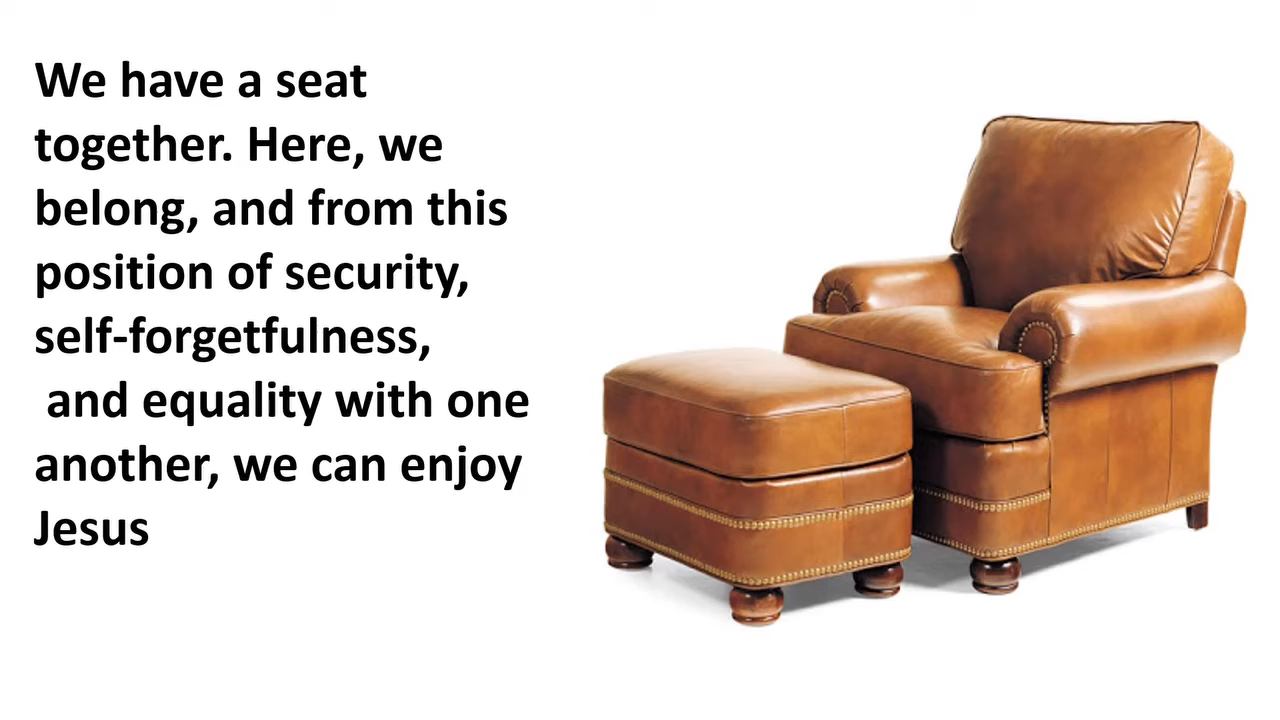 We have a seat
together. Here, we
belong, and from this
position of security,
self-forgetfulness,
and equality with one
another, we can enjoy
Jesus